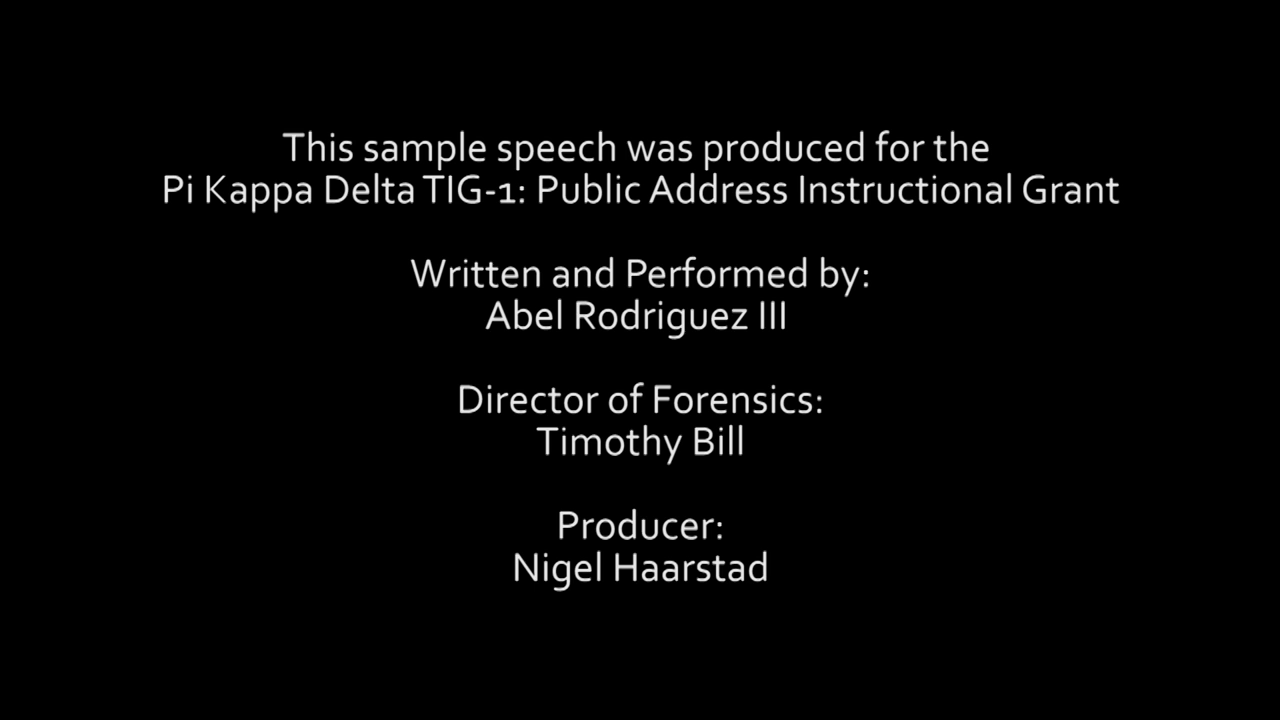 This sample speech was produced for the
Pi Kappa Delta TIG-1: Public Address Instructional Grant
Written and Performed by:
Abel Rodriguez III
Director of Forensics:
Timothy Bill
Producer:
Nigel Haarstad